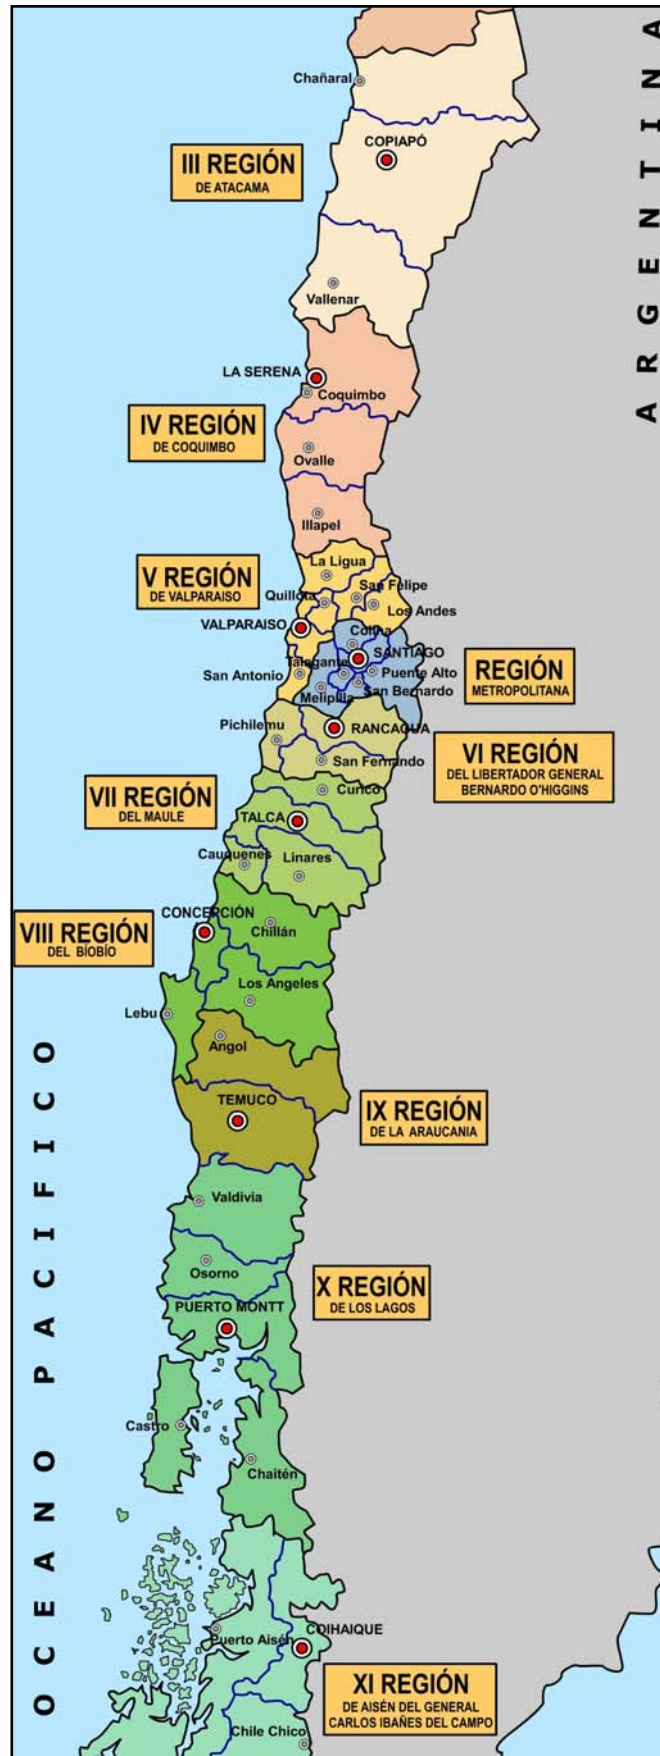 ARGENTINA
Chañaral
COPIAPÓ
III REGIÓN
DE ATACAMA
Vallenar
LA SERENA
Coquimbo
IV REGIÓN
DE COQUIMBO
Ovalle
Illapel
La Ligua
V REGIÓN
DE VALPARAISO
San Felipe
Quillota
Los Andes
VALPARAISO
Colina
SANTIAGO
Talagante
REGIÓN
METROPOLITANA
San Antonio
Puente Alto
San Bernardo
Melipilla
Pichilemu
RANCAGUA
VI REGIÓN
DEL LIBERTADOR GENERAL
BERNARDO O'HIGGINS
San Fernando
Curicó
VII REGIÓN
DEL MAULE
TALCA
Cauquenes
Linares
CONCEPCIÓN
VIII REGIÓN
DEL BÍOBÍO
Chillán
Los Angeles
Lebu
Angol
TEMUCO
IX REGIÓN
DE LA ARAUCANIA
Valdivia
Osorno
X REGIÓN
DE LOS LAGOS
PUERTO MONTT
Castro
Chaitén
OCEANO PACIFICO
Puerto Aisén
COIHAIQUE
XI REGIÓN
DE AISÉN DEL GENERAL
CARLOS IBAÑES DEL CAMPO
Chile Chico